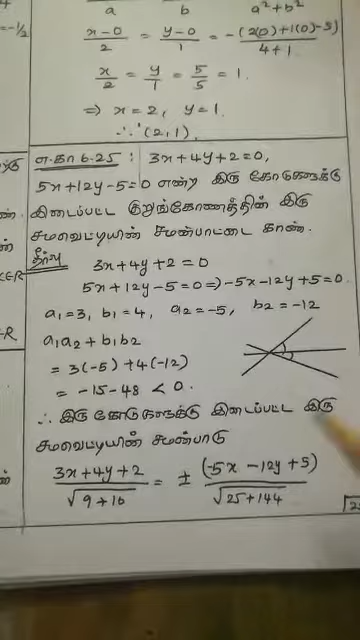 a b a²+b²
(x-0)/2 = (y-0)/1 = -(2(0)+1(0)-5)/(4+1)
x/2 = y/1 = 5/5 = 1.
⇒ x=2, y=1.
∴ (2,1).
எ.கா 6.25 : 3x+4y+2=0,
5x+12y-5=0 என்ற இரு கோடுகளுக்கு
இடைப்பட்ட குறுங்கோணத்தின் இரு
சமவெட்டியின் சமன்பாட்டை காண்.
தீர்வு
3x+4y+2=0
5x+12y-5=0 ⇒ -5x-12y+5=0.
a₁=3, b₁=4, a₂=-5, b₂=-12
a₁a₂ + b₁b₂
= 3(-5) + 4(-12)
= -15-48 < 0.
∴ இரு கோடுகளுக்கு இடைப்பட்ட இரு
சமவெட்டியின் சமன்பாடு
(3x+4y+2)/√(9+16) = ± (-5x-12y+5)/√(25+144)